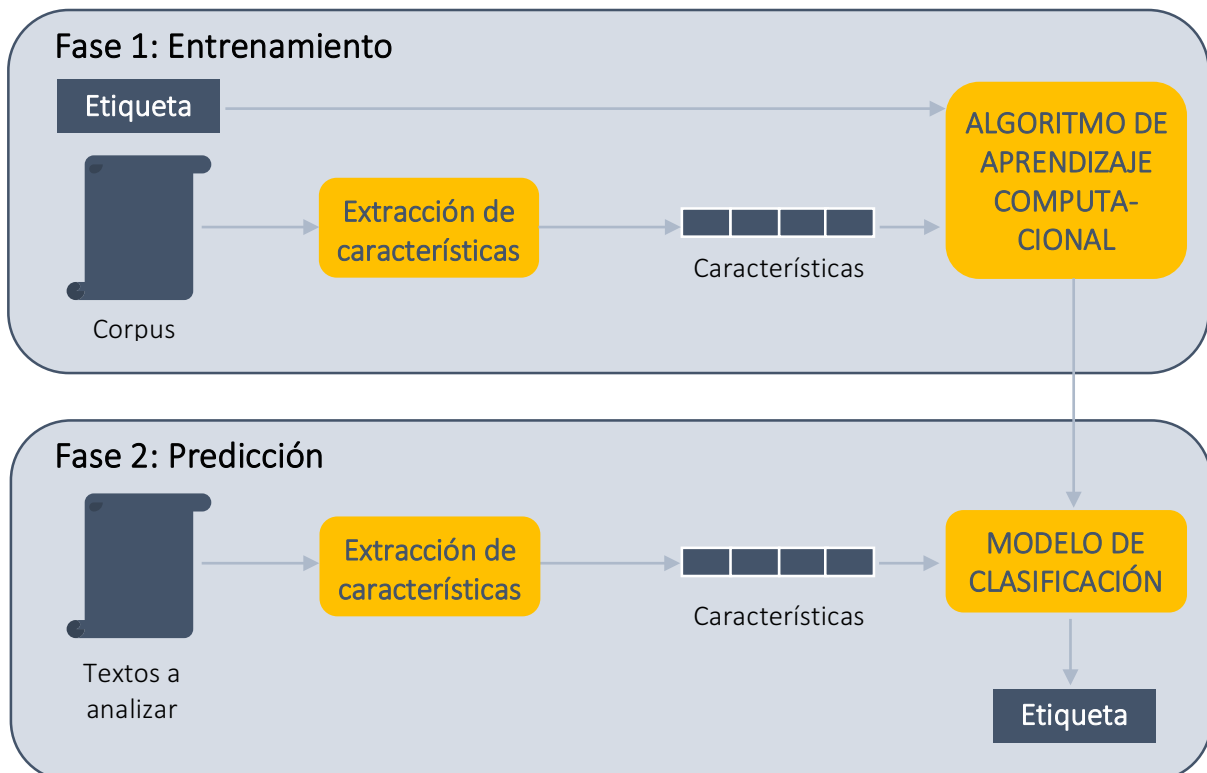 Fase 1: Entrenamiento
Etiqueta
ALGORITMO DE
APRENDIZAJE
COMPUTA-
CIONAL
Extracción de
características
Características
Corpus
Fase 2: Predicción
Extracción de
características
MODELO DE
CLASIFICACIÓN
Características
Textos a
analizar
Etiqueta